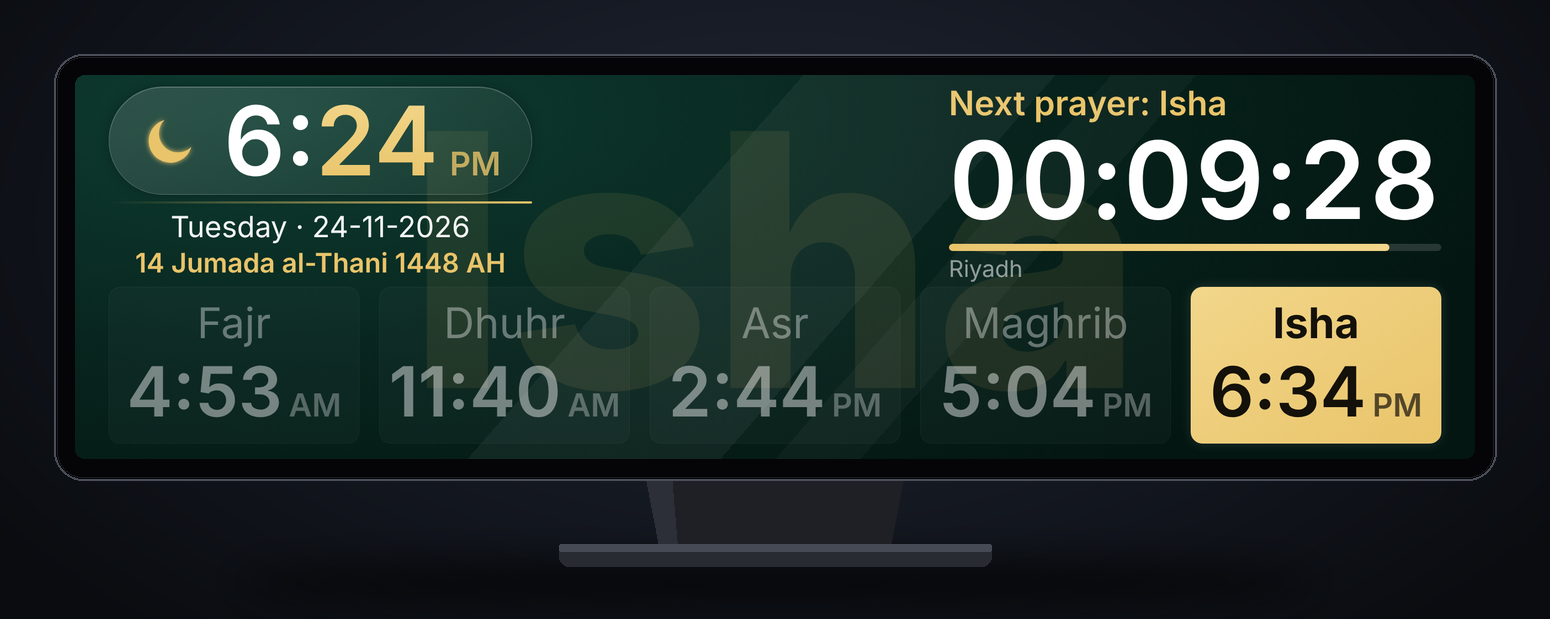 6:24 PM
Tuesday · 24-11-2026
14 Jumada al-Thani 1448 AH
Next prayer: Isha
00:09:28
Riyadh
Isha
Fajr
4:53 AM
Dhuhr
11:40 AM
Asr
2:44 PM
Maghrib
5:04 PM
Isha
6:34 PM